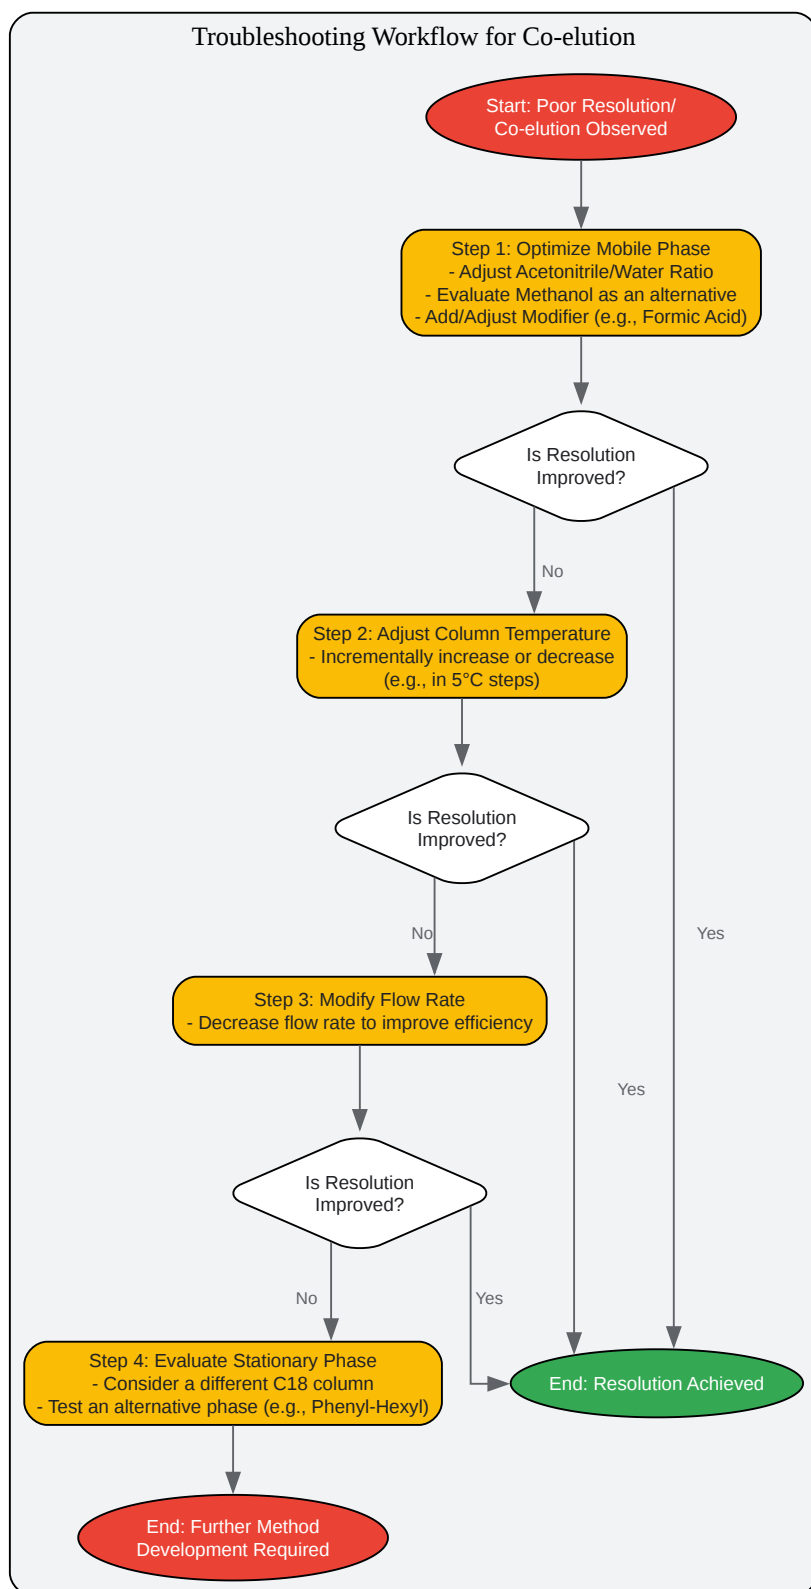 Troubleshooting Workflow for Co-elution
Start: Poor Resolution/
Co-elution Observed
Step 1: Optimize Mobile Phase
- Adjust Acetonitrile/Water Ratio
- Evaluate Methanol as an alternative
- Add/Adjust Modifier (e.g., Formic Acid)
Is Resolution
Improved?
No
Step 2: Adjust Column Temperature
- Incrementally increase or decrease
(e.g., in 5°C steps)
Is Resolution
Improved?
No
Yes
Step 3: Modify Flow Rate
- Decrease flow rate to improve efficiency
Yes
Is Resolution
Improved?
No
Yes
Step 4: Evaluate Stationary Phase
- Consider a different C18 column
- Test an alternative phase (e.g., Phenyl-Hexyl)
End: Resolution Achieved
End: Further Method
Development Required